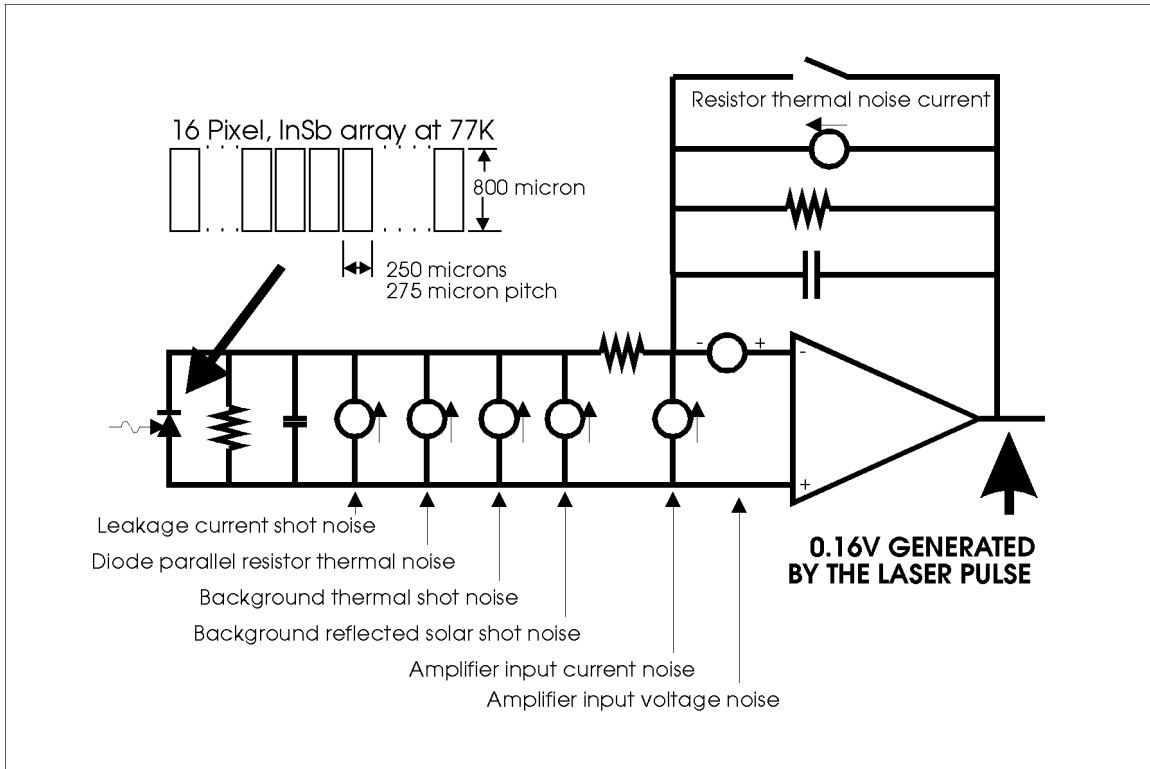 Resistor thermal noise current
16 Pixel, InSb array at 77K
800 micron
250 microns
275 micron pitch
- +
-
+
Leakage current shot noise
Diode parallel resistor thermal noise
Background thermal shot noise
Background reflected solar shot noise
Amplifier input current noise
Amplifier input voltage noise
0.16V GENERATED
BY THE LASER PULSE